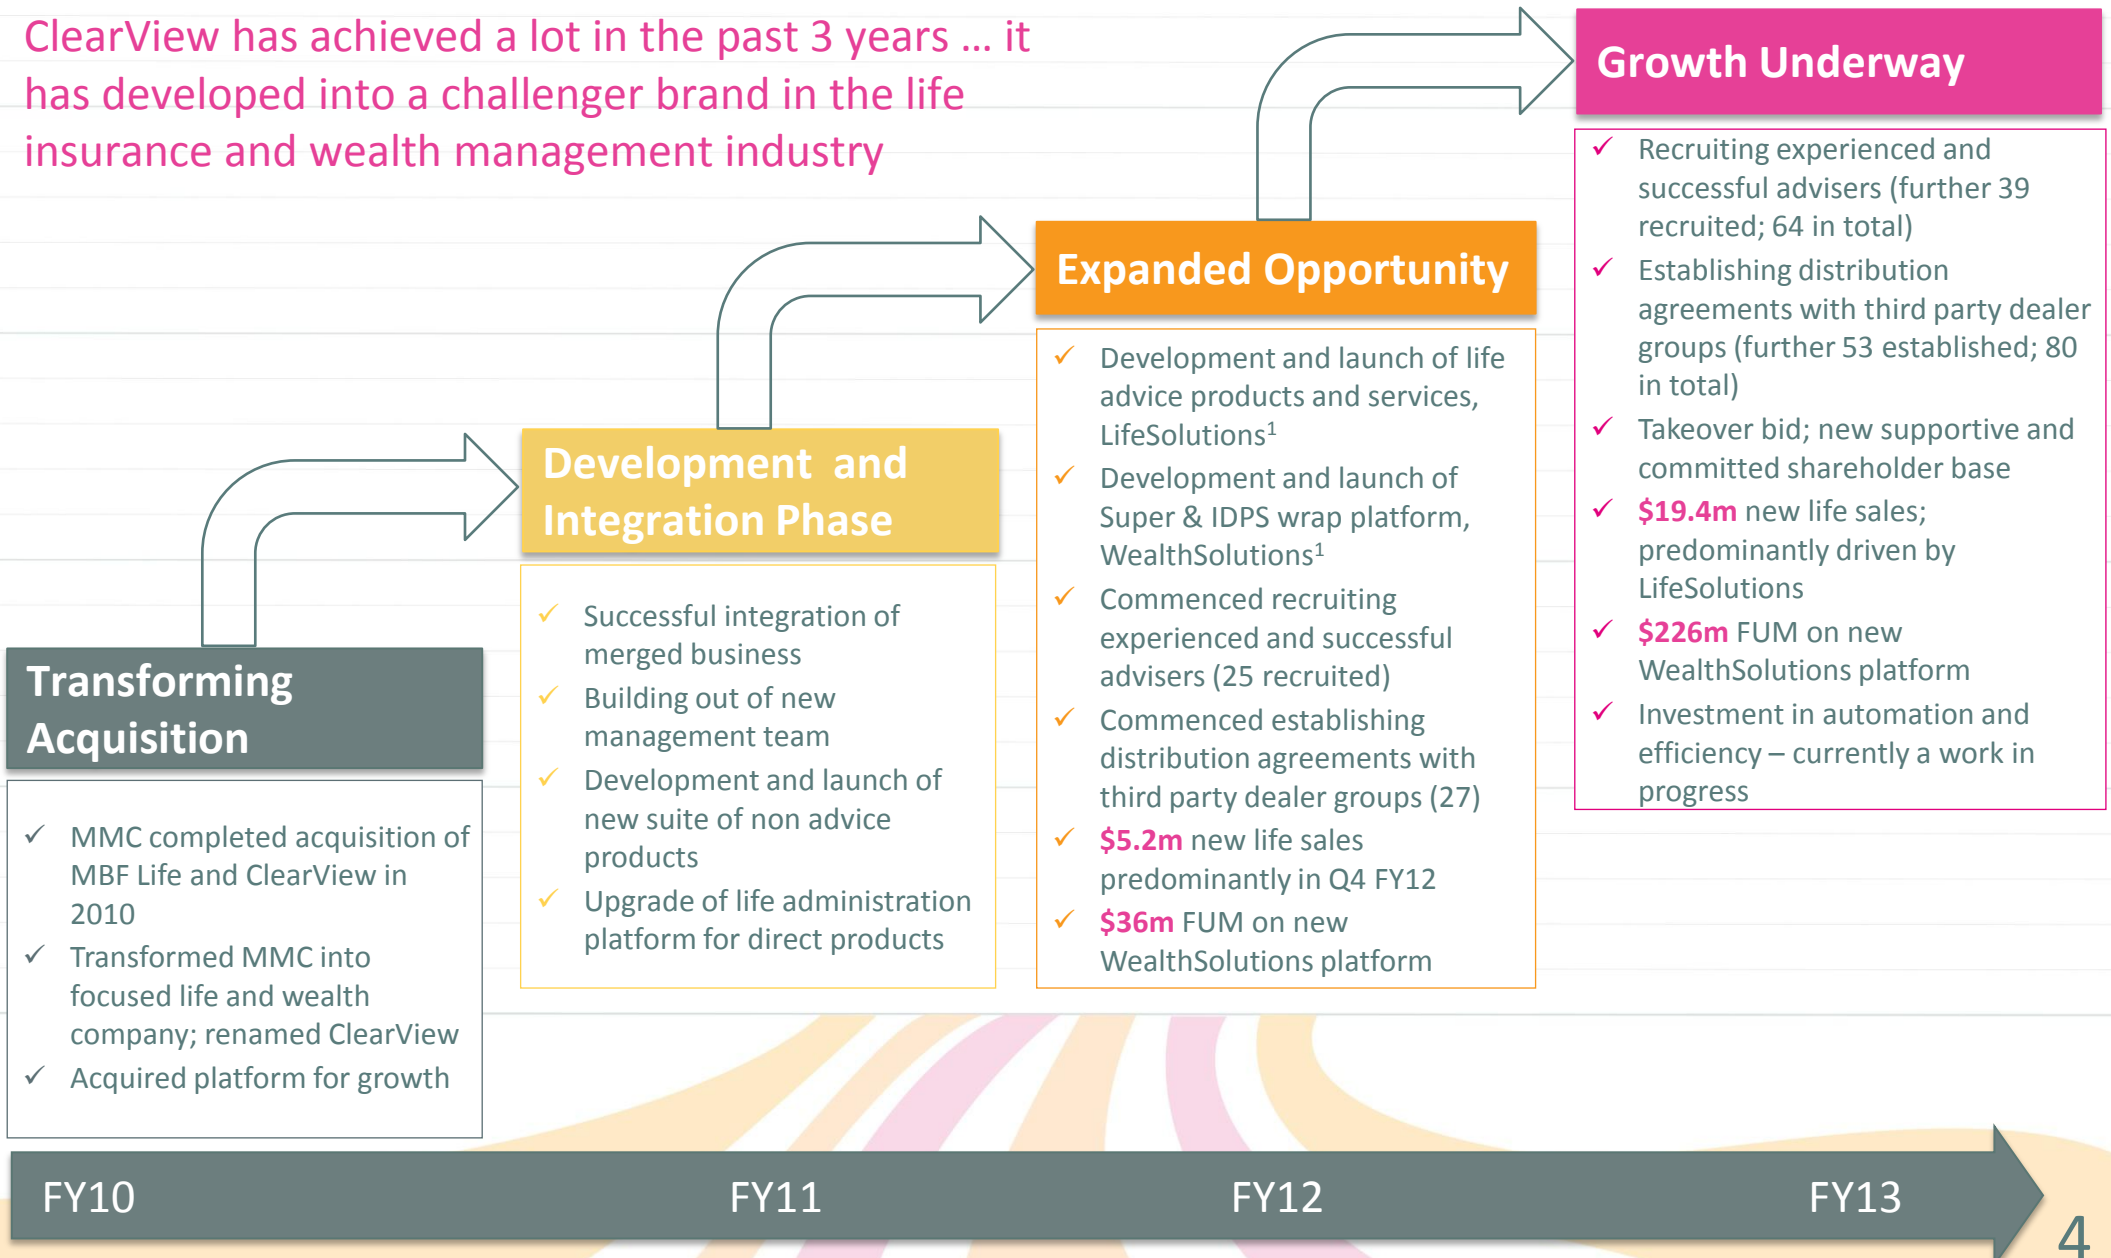 ClearView has achieved a lot in the past 3 years ... it
has developed into a challenger brand in the life
insurance and wealth management industry
Transforming
Acquisition
✓ MMC completed acquisition of
MBF Life and ClearView in
2010
✓ Transformed MMC into
focused life and wealth
company; renamed ClearView
✓ Acquired platform for growth
Development and
Integration Phase
✓ Successful integration of
merged business
✓ Building out of new
management team
✓ Development and launch of
new suite of non advice
products
✓ Upgrade of life administration
platform for direct products
Expanded Opportunity
✓ Development and launch of life
advice products and services,
LifeSolutions¹
✓ Development and launch of
Super & IDPS wrap platform,
WealthSolutions¹
✓ Commenced recruiting
experienced and successful
advisers (25 recruited)
✓ Commenced establishing
distribution agreements with
third party dealer groups (27)
✓ $5.2m new life sales
predominantly in Q4 FY12
✓ $36m FUM on new
WealthSolutions platform
Growth Underway
✓ Recruiting experienced and
successful advisers (further 39
recruited; 64 in total)
✓ Establishing distribution
agreements with third party dealer
groups (further 53 established; 80
in total)
✓ Takeover bid; new supportive and
committed shareholder base
✓ $19.4m new life sales;
predominantly driven by
LifeSolutions
✓ $226m FUM on new
WealthSolutions platform
✓ Investment in automation and
efficiency – currently a work in
progress
FY10
FY11
FY12
FY13
4